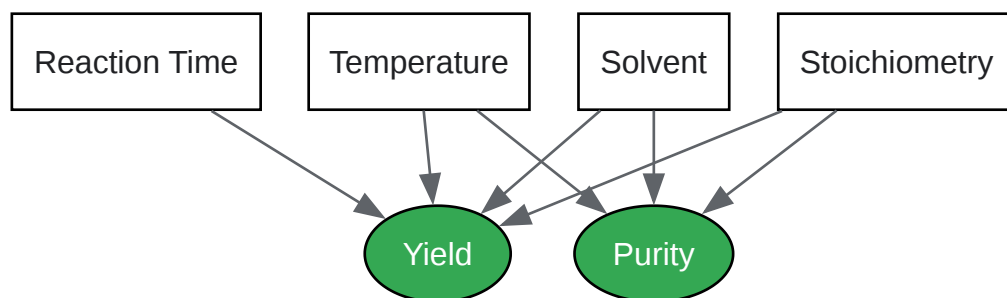 Reaction Time
Temperature
Solvent
Stoichiometry
Yield
Purity